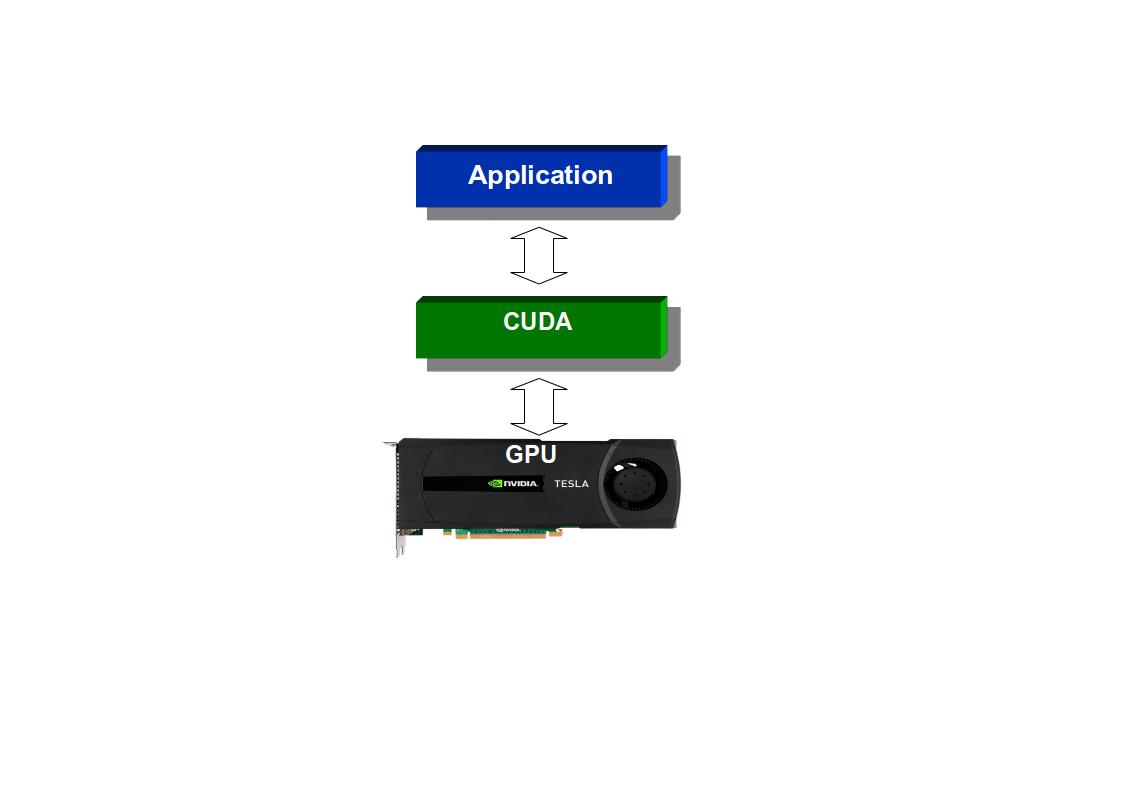 Application
CUDA
GPU
NVIDIA. TESLA